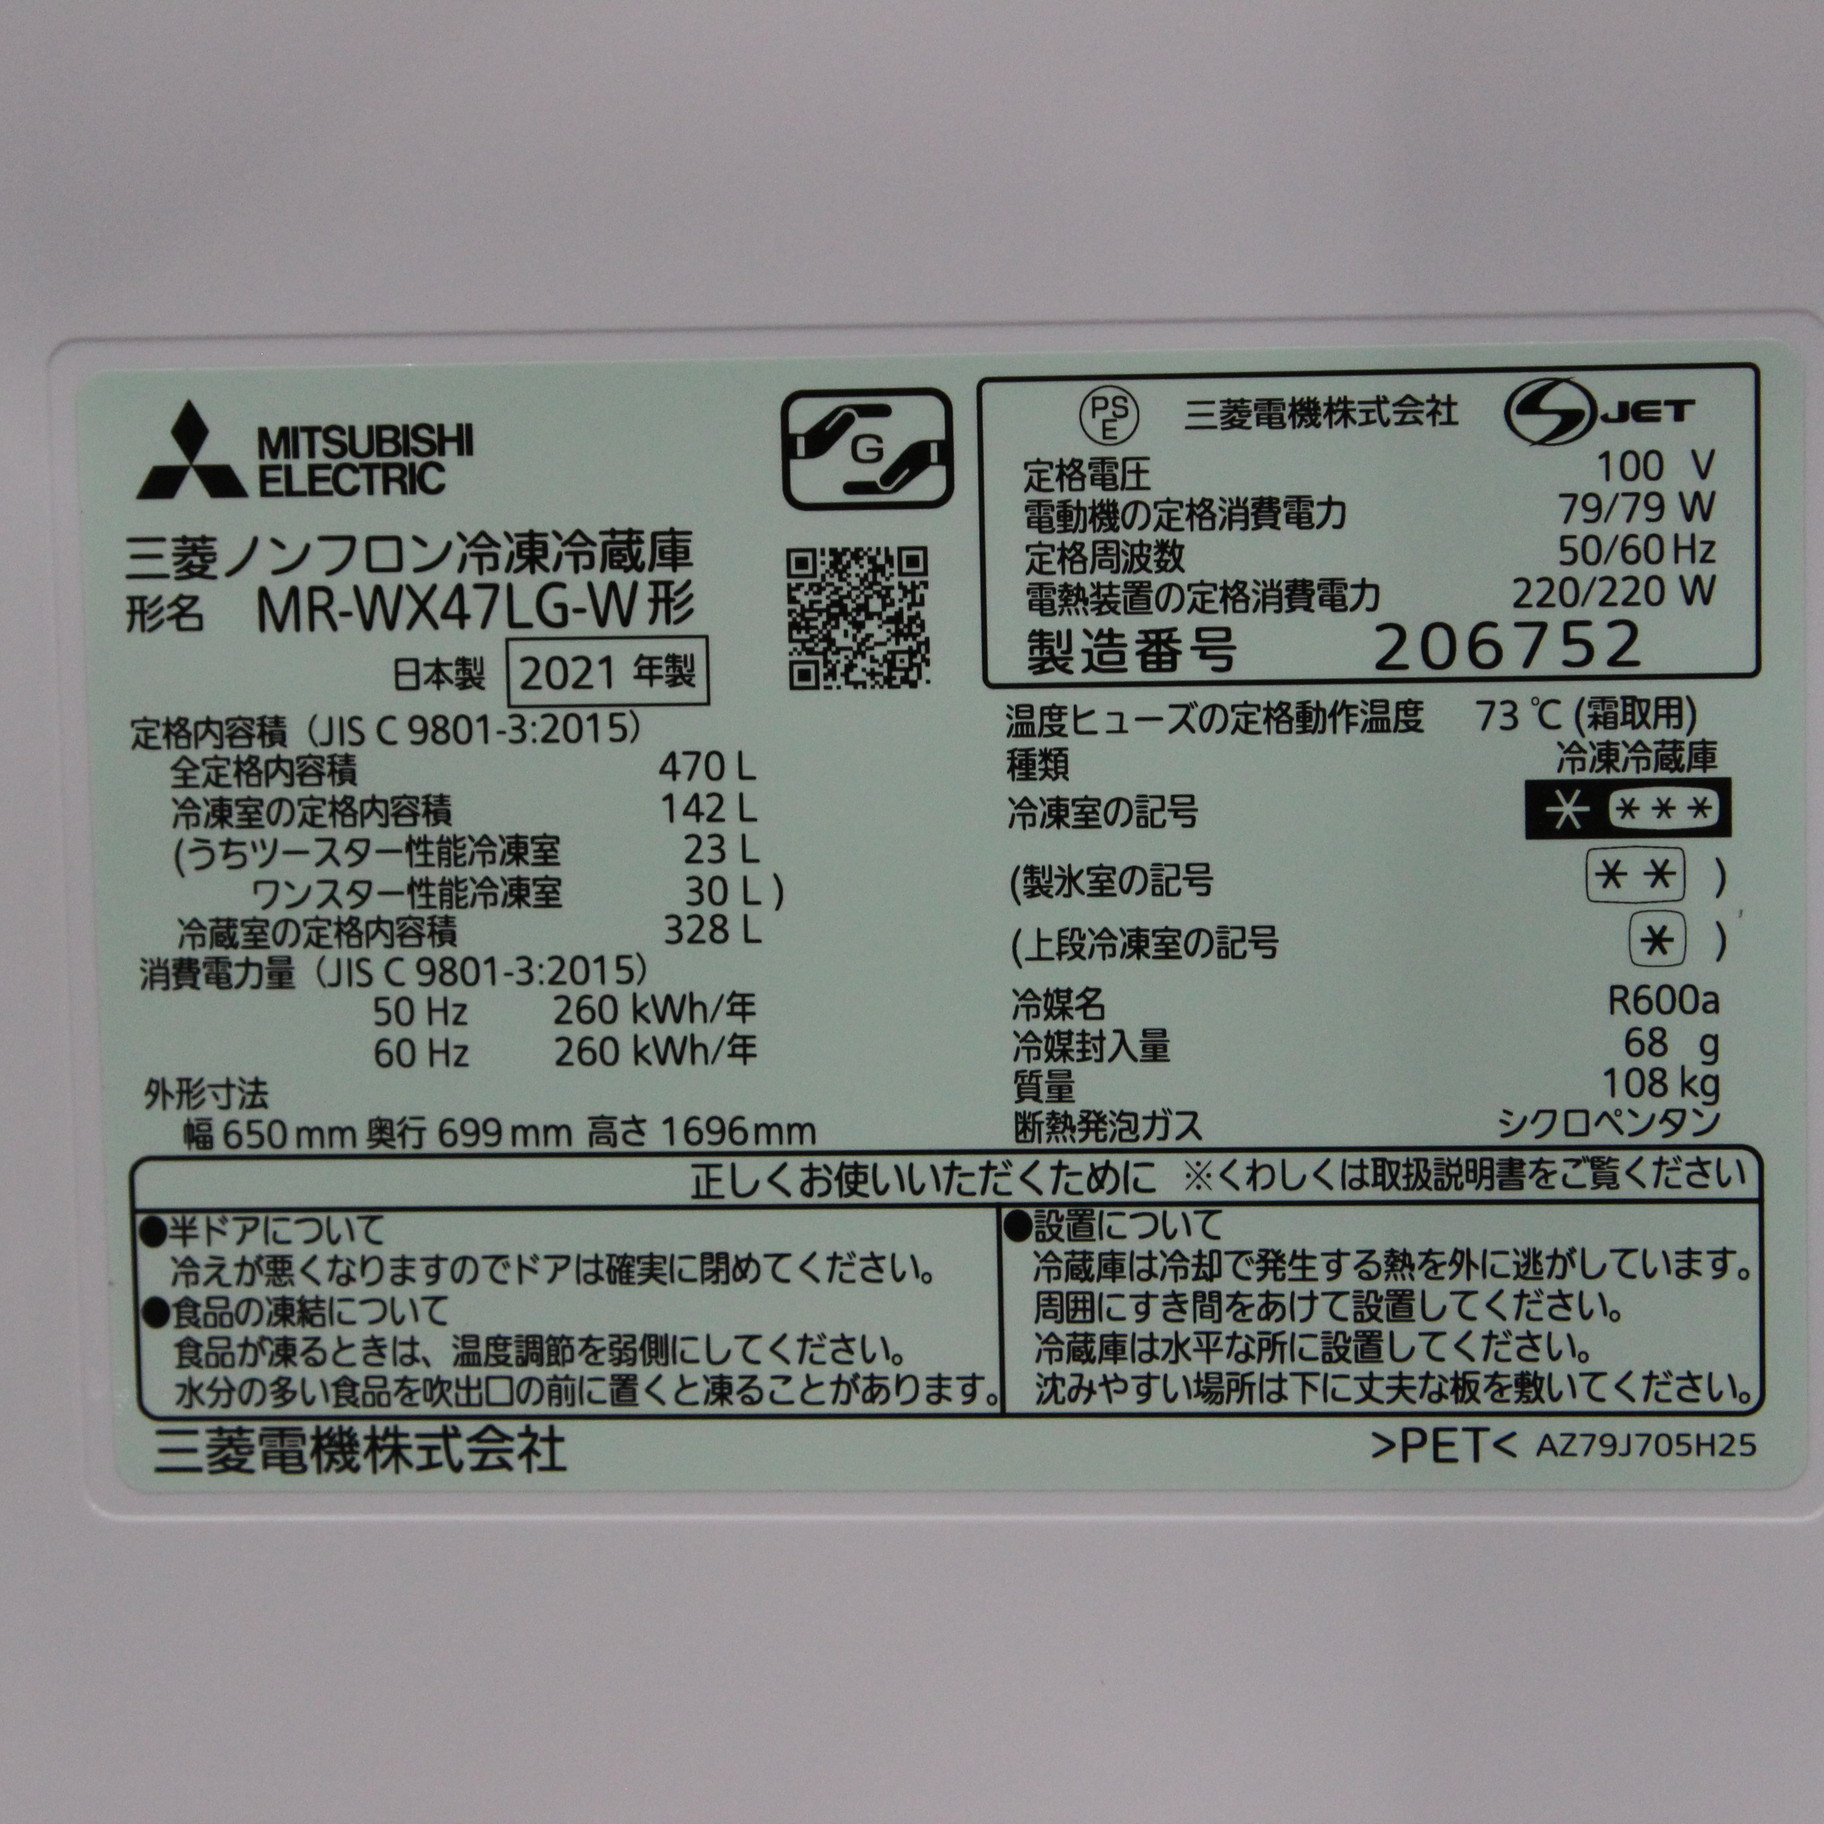 MITSUBISHI
ELECTRIC
G
三菱ノンフロン冷凍冷蔵庫
形名 MR-WX47LG-W形
日本製 2021 年製
定格内容積（JIS C 9801-3:2015）
全定格内容積 470 L
冷凍室の定格内容積 142 L
(うちツースター性能冷凍室 23 L
ワンスター性能冷凍室 30 L )
冷蔵室の定格内容積 328 L
消費電力量（JIS C 9801-3:2015）
50 Hz 260 kWh/年
60 Hz 260 kWh/年
外形寸法
幅 650 mm 奥行 699 mm 高さ 1696 mm
PS
E 三菱電機株式会社 JET
定格電圧 100 V
電動機の定格消費電力 79/79 W
定格周波数 50/60 Hz
電熱装置の定格消費電力 220/220 W
製造番号 206752
温度ヒューズの定格動作温度 73 ℃ (霜取用)
種類 冷凍冷蔵庫
冷凍室の記号 * ***
(製氷室の記号 ** )
(上段冷凍室の記号 * )
冷媒名 R600a
冷媒封入量 68 g
質量 108 kg
断熱発泡ガス シクロペンタン
正しくお使いいただくために ※くわしくは取扱説明書をご覧ください
●半ドアについて
冷えが悪くなりますのでドアは確実に閉めてください。
●食品の凍結について
食品が凍るときは、温度調節を弱側にしてください。
水分の多い食品を吹出口の前に置くと凍ることがあります。
●設置について
冷蔵庫は冷却で発生する熱を外に逃がしています。
周囲にすき間をあけて設置してください。
冷蔵庫は水平な所に設置してください。
沈みやすい場所は下に丈夫な板を敷いてください。
三菱電機株式会社
>PET< AZ79J705H25